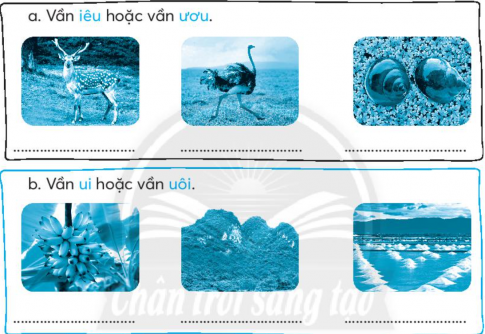 a. Vần iêu hoặc vần ươu.
b. Vần ui hoặc vần uôi.
Chân trời sáng tạo